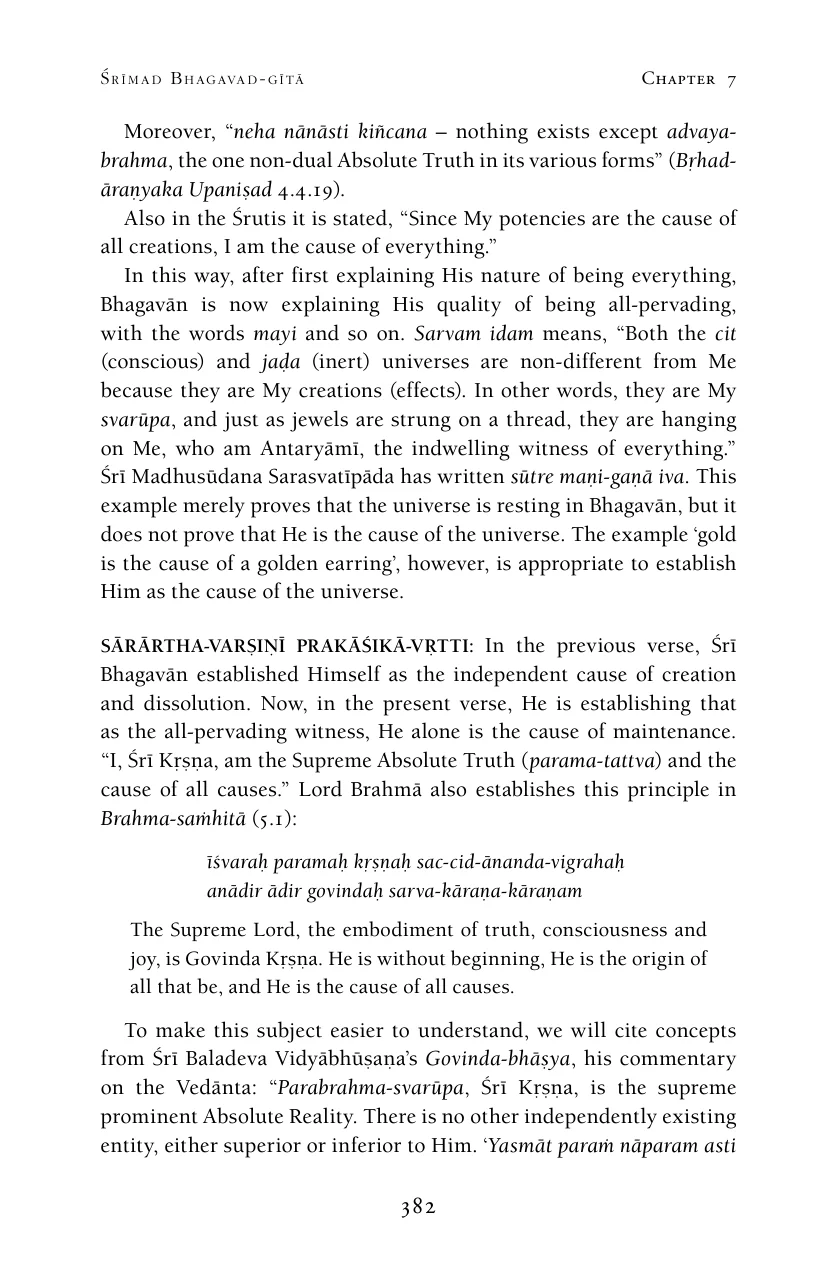 Śrīmad Bhagavad-gītā Chapter 7
Moreover, “neha nānāsti kiñcana – nothing exists except advaya-
brahma, the one non-dual Absolute Truth in its various forms” (Bṛhad-
āraṇyaka Upaniṣad 4.4.19).
Also in the Śrutis it is stated, “Since My potencies are the cause of
all creations, I am the cause of everything.”
In this way, after first explaining His nature of being everything,
Bhagavān is now explaining His quality of being all-pervading,
with the words mayi and so on. Sarvam idam means, “Both the cit
(conscious) and jaḍa (inert) universes are non-different from Me
because they are My creations (effects). In other words, they are My
svarūpa, and just as jewels are strung on a thread, they are hanging
on Me, who am Antaryāmī, the indwelling witness of everything.”
Śrī Madhusūdana Sarasvatīpāda has written sūtre maṇi-gaṇā iva. This
example merely proves that the universe is resting in Bhagavān, but it
does not prove that He is the cause of the universe. The example ‘gold
is the cause of a golden earring’, however, is appropriate to establish
Him as the cause of the universe.
SĀRĀRTHA-VARṢIṆĪ PRAKĀŚIKĀ-VṚTTI: In the previous verse, Śrī
Bhagavān established Himself as the independent cause of creation
and dissolution. Now, in the present verse, He is establishing that
as the all-pervading witness, He alone is the cause of maintenance.
“I, Śrī Kṛṣṇa, am the Supreme Absolute Truth (parama-tattva) and the
cause of all causes.” Lord Brahmā also establishes this principle in
Brahma-saṁhitā (5.1):
īśvaraḥ paramaḥ kṛṣṇaḥ sac-cid-ānanda-vigrahaḥ
anādir ādir govindaḥ sarva-kāraṇa-kāraṇam
The Supreme Lord, the embodiment of truth, consciousness and
joy, is Govinda Kṛṣṇa. He is without beginning, He is the origin of
all that be, and He is the cause of all causes.
To make this subject easier to understand, we will cite concepts
from Śrī Baladeva Vidyābhūṣaṇa’s Govinda-bhāṣya, his commentary
on the Vedānta: “Parabrahma-svarūpa, Śrī Kṛṣṇa, is the supreme
prominent Absolute Reality. There is no other independently existing
entity, either superior or inferior to Him. ‘Yasmāt paraṁ nāparam asti
382